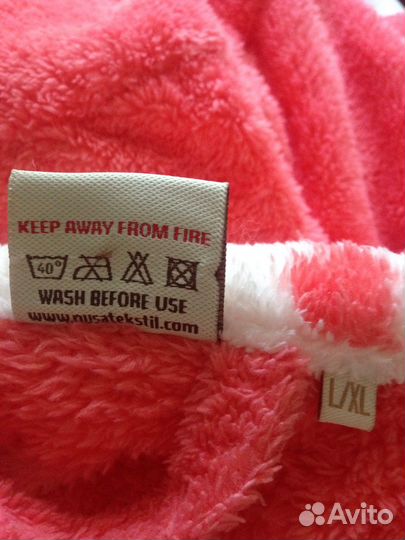 KEEP AWAY FROM FIRE
40°
WASH BEFORE USE
www.nusatekstil.com
L/XL
Avito